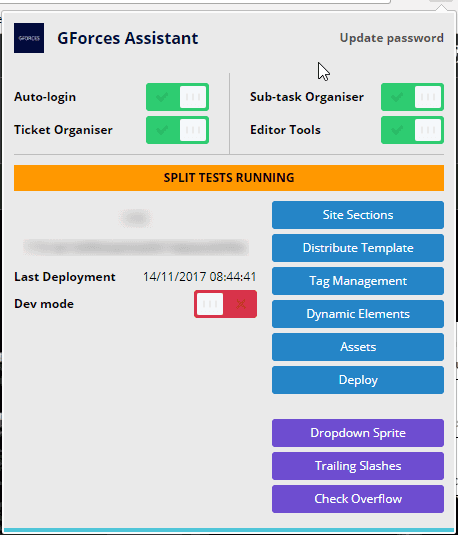 GFORCES
GForces Assistant
Update password
Auto-login
Sub-task Organiser
Ticket Organiser
Editor Tools
SPLIT TESTS RUNNING
Last Deployment 14/11/2017 08:44:41
Dev mode
Site Sections
Distribute Template
Tag Management
Dynamic Elements
Assets
Deploy
Dropdown Sprite
Trailing Slashes
Check Overflow